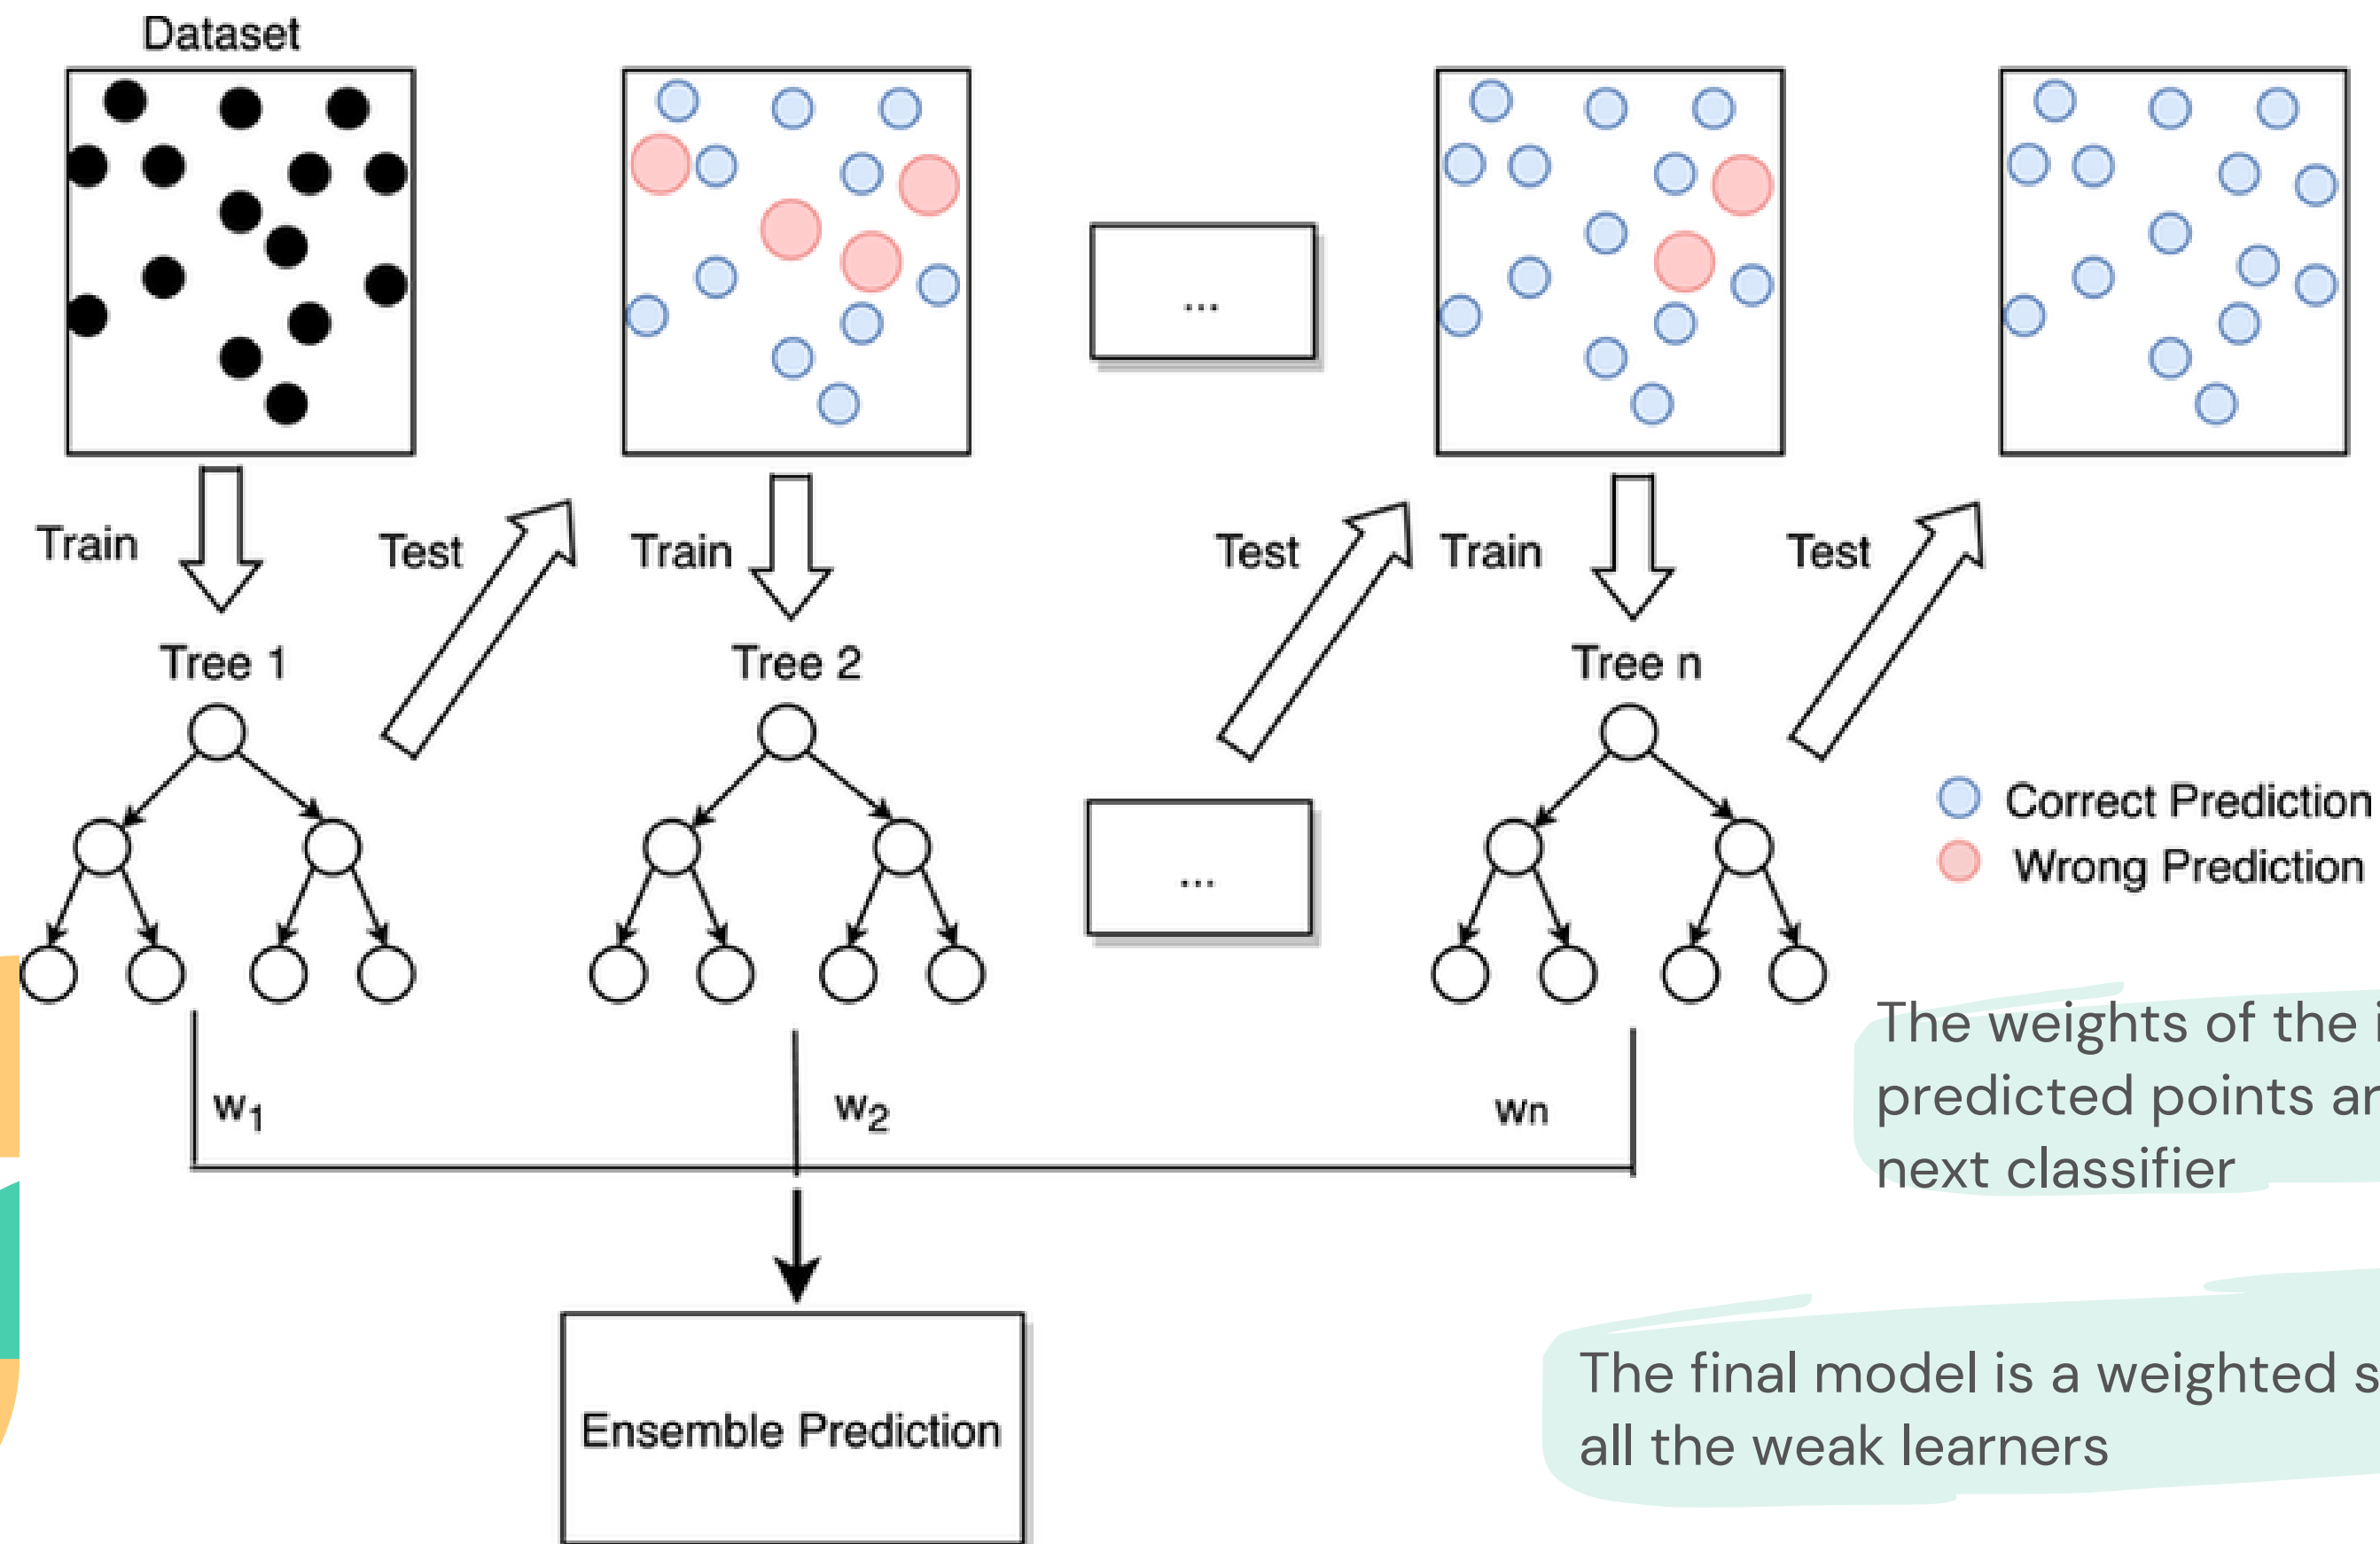 Dataset
...
Train
Test
Train
Test
Train
Test
Tree 1
Tree 2
Tree n
...
Correct Prediction
Wrong Prediction
The weights of the
predicted points
next classifier
w1
w2
wn
The final model is a weighted
all the weak learners
Ensemble Prediction